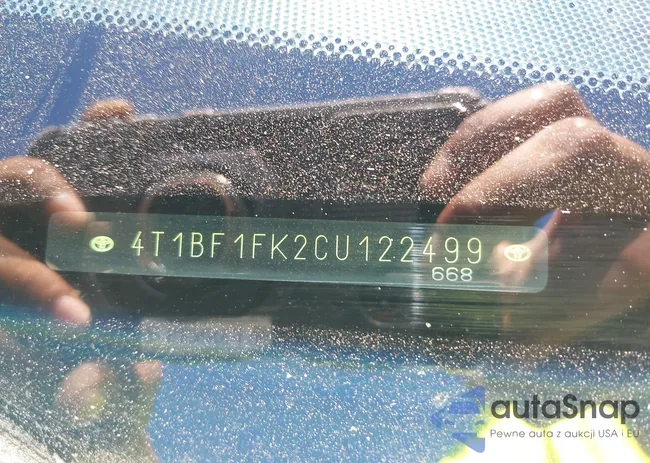 4T1BF1FK2CU122499
668
autaSnap
Pewne auta z aukcji USA i EU